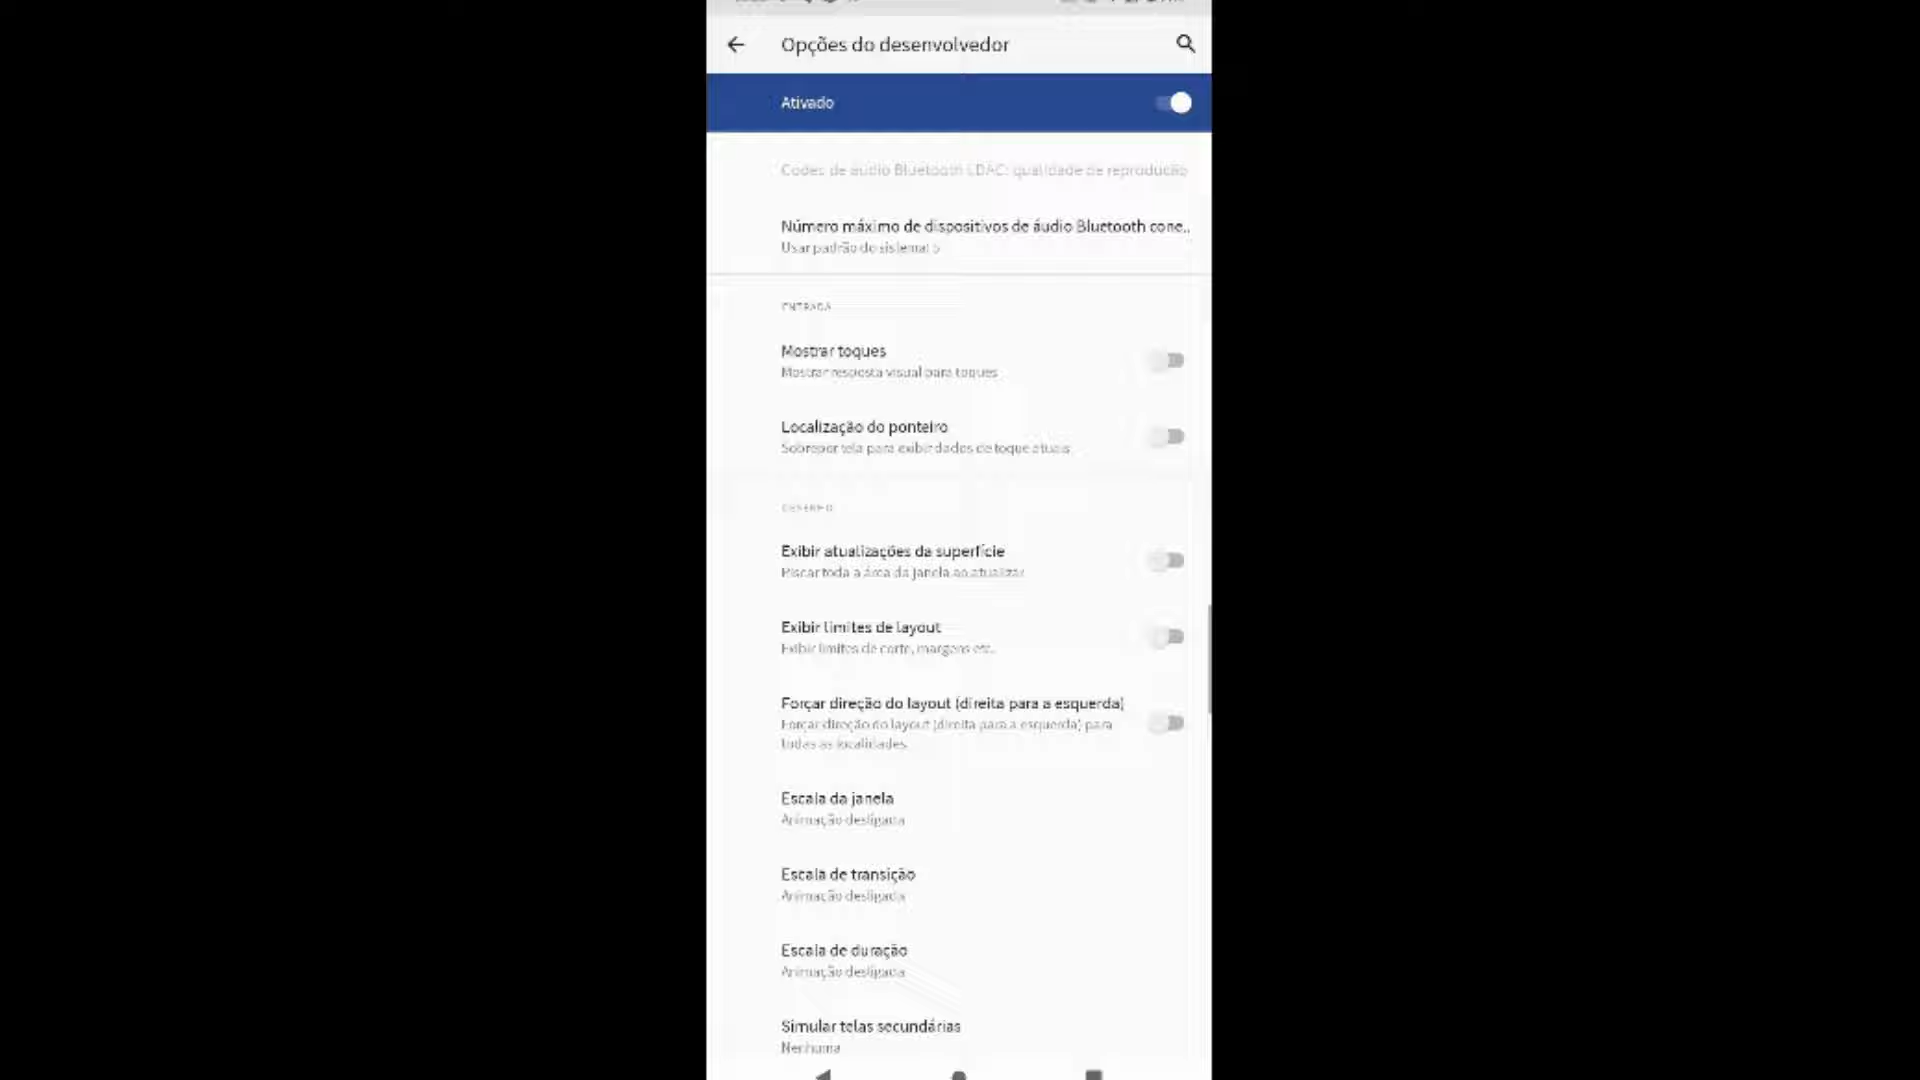 Opções do desenvolvedor
Ativado
Codec de áudio Bluetooth LDAC: qualidade de reprodução
Número máximo de dispositivos de áudio Bluetooth cone..
Usar padrão do sistema: 5
ENTRADA
Mostrar toques
Mostrar resposta visual para toques
Localização do ponteiro
Sobrepor tela para exibir dados de toque atuais
DESENHO
Exibir atualizações da superfície
Piscar toda a área da janela ao atualizar
Exibir limites de layout
Exibir limites de corte, margens etc.
Forçar direção do layout (direita para a esquerda)
Forçar direção do layout (direita para a esquerda) para
todas as localidades
Escala da janela
Animação desligada
Escala de transição
Animação desligada
Escala de duração
Animação desligada
Simular telas secundárias
Nenhuma